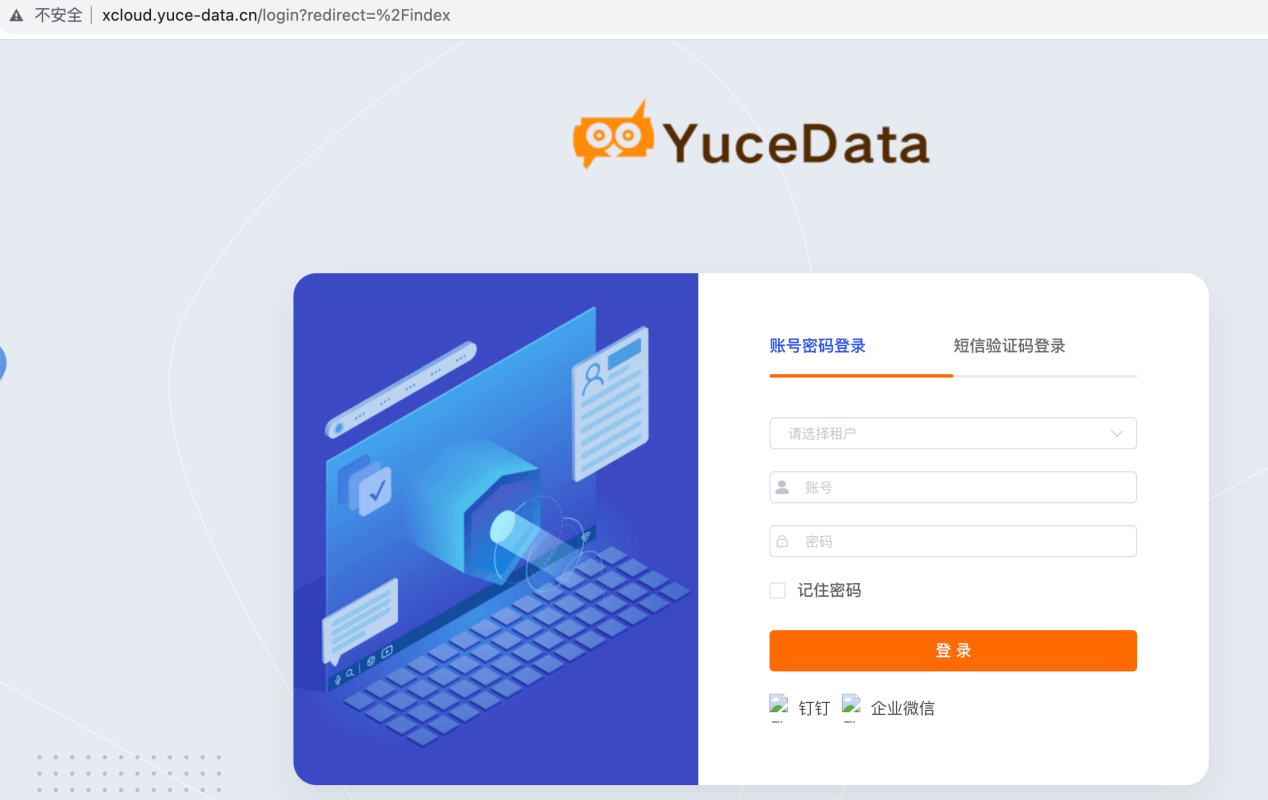 不安全 xcloud.yuce-data.cn/login?redirect=%2Findex
YuceData
账号密码登录 短信验证码登录
请选择租户
账号
密码
记住密码
登 录
钉钉 企业微信